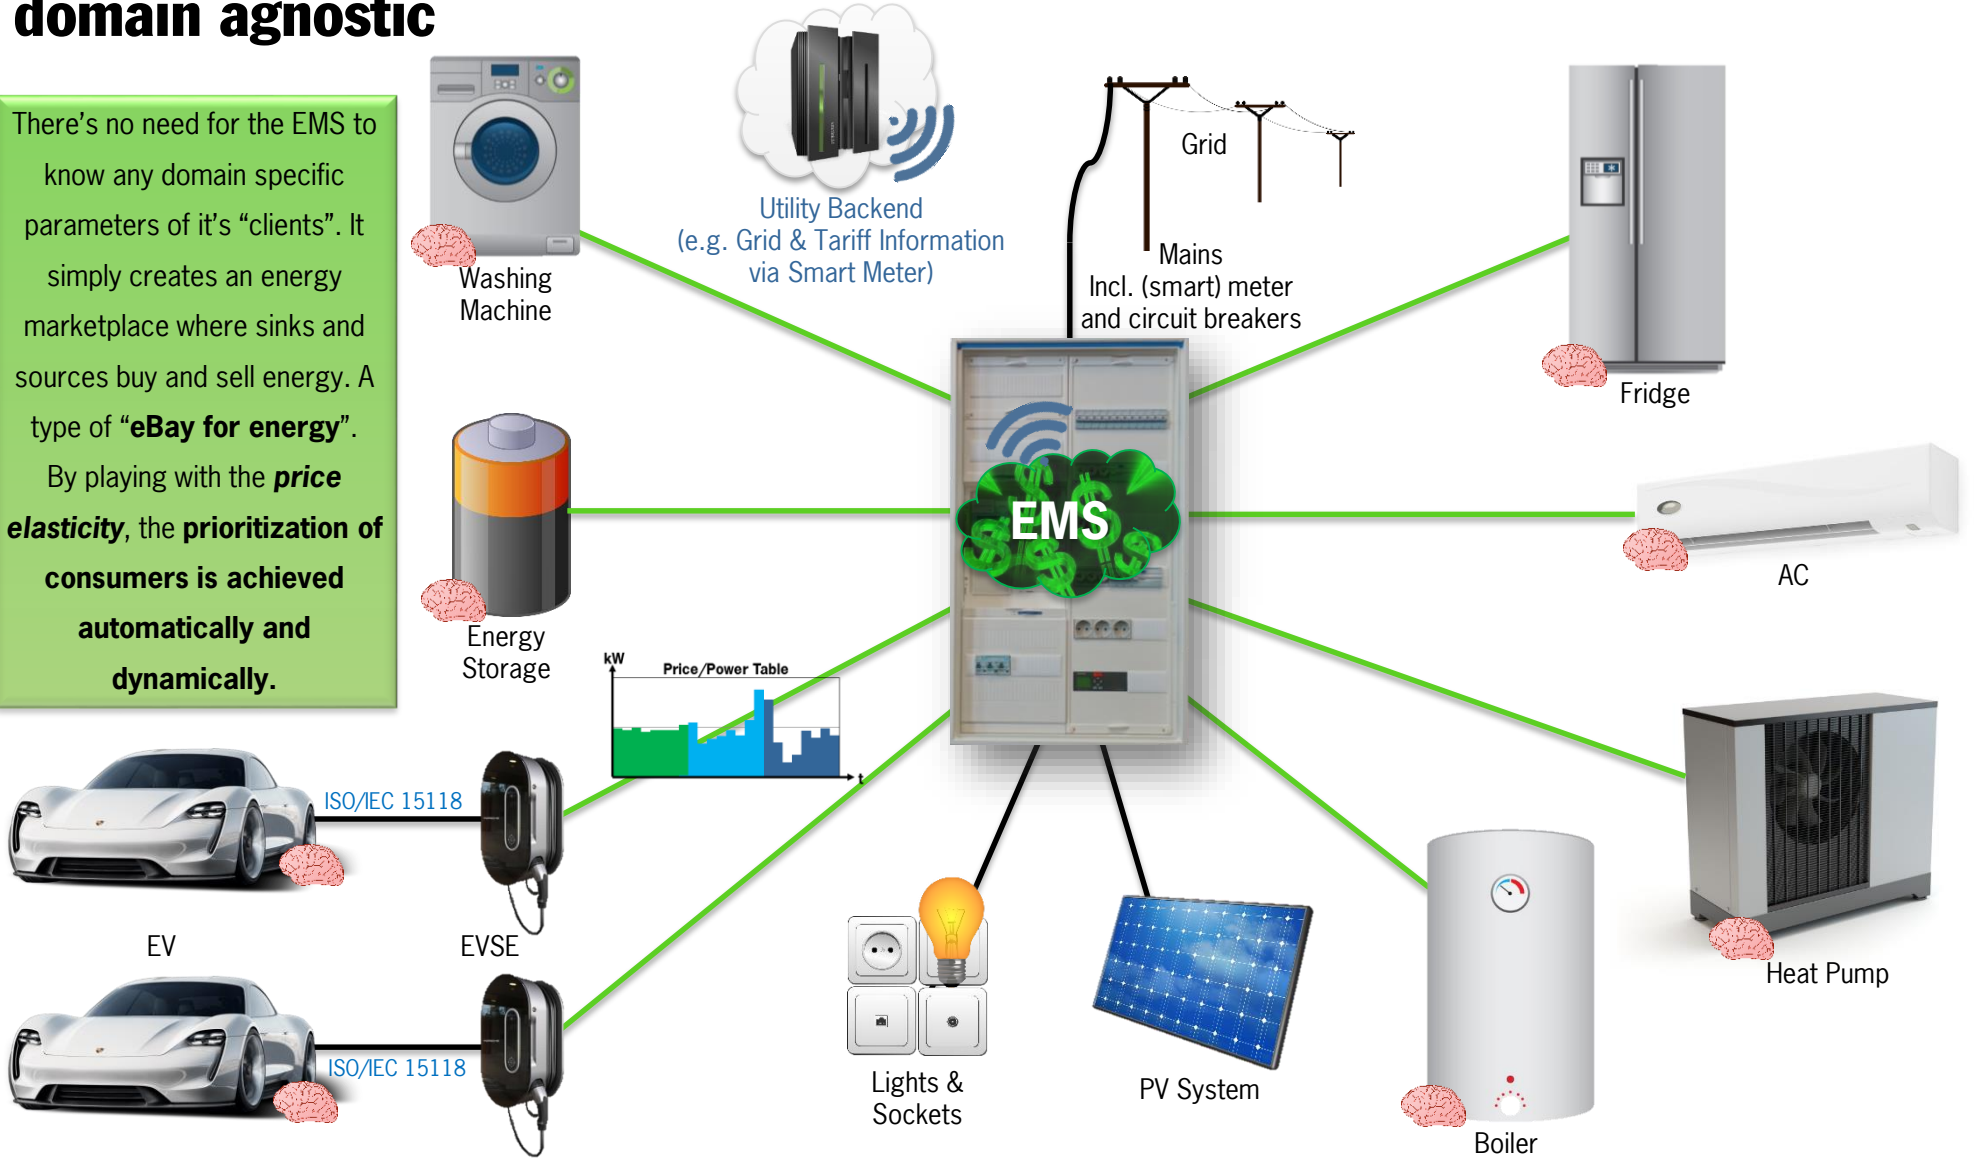 domain agnostic
There's no need for the EMS to
know any domain specific
parameters of it's “clients”. It
simply creates an energy
marketplace where sinks and
sources buy and sell energy. A
type of “eBay for energy”.
By playing with the price
elasticity, the prioritization of
consumers is achieved
automatically and
dynamically.
Washing
Machine
Utility Backend
(e.g. Grid & Tariff Information
via Smart Meter)
Grid
Mains
Incl. (smart) meter
and circuit breakers
Fridge
EMS
AC
Energy
Storage
kW
Price/Power Table
t
ISO/IEC 15118
EV
EVSE
ISO/IEC 15118
Lights &
Sockets
PV System
Boiler
Heat Pump